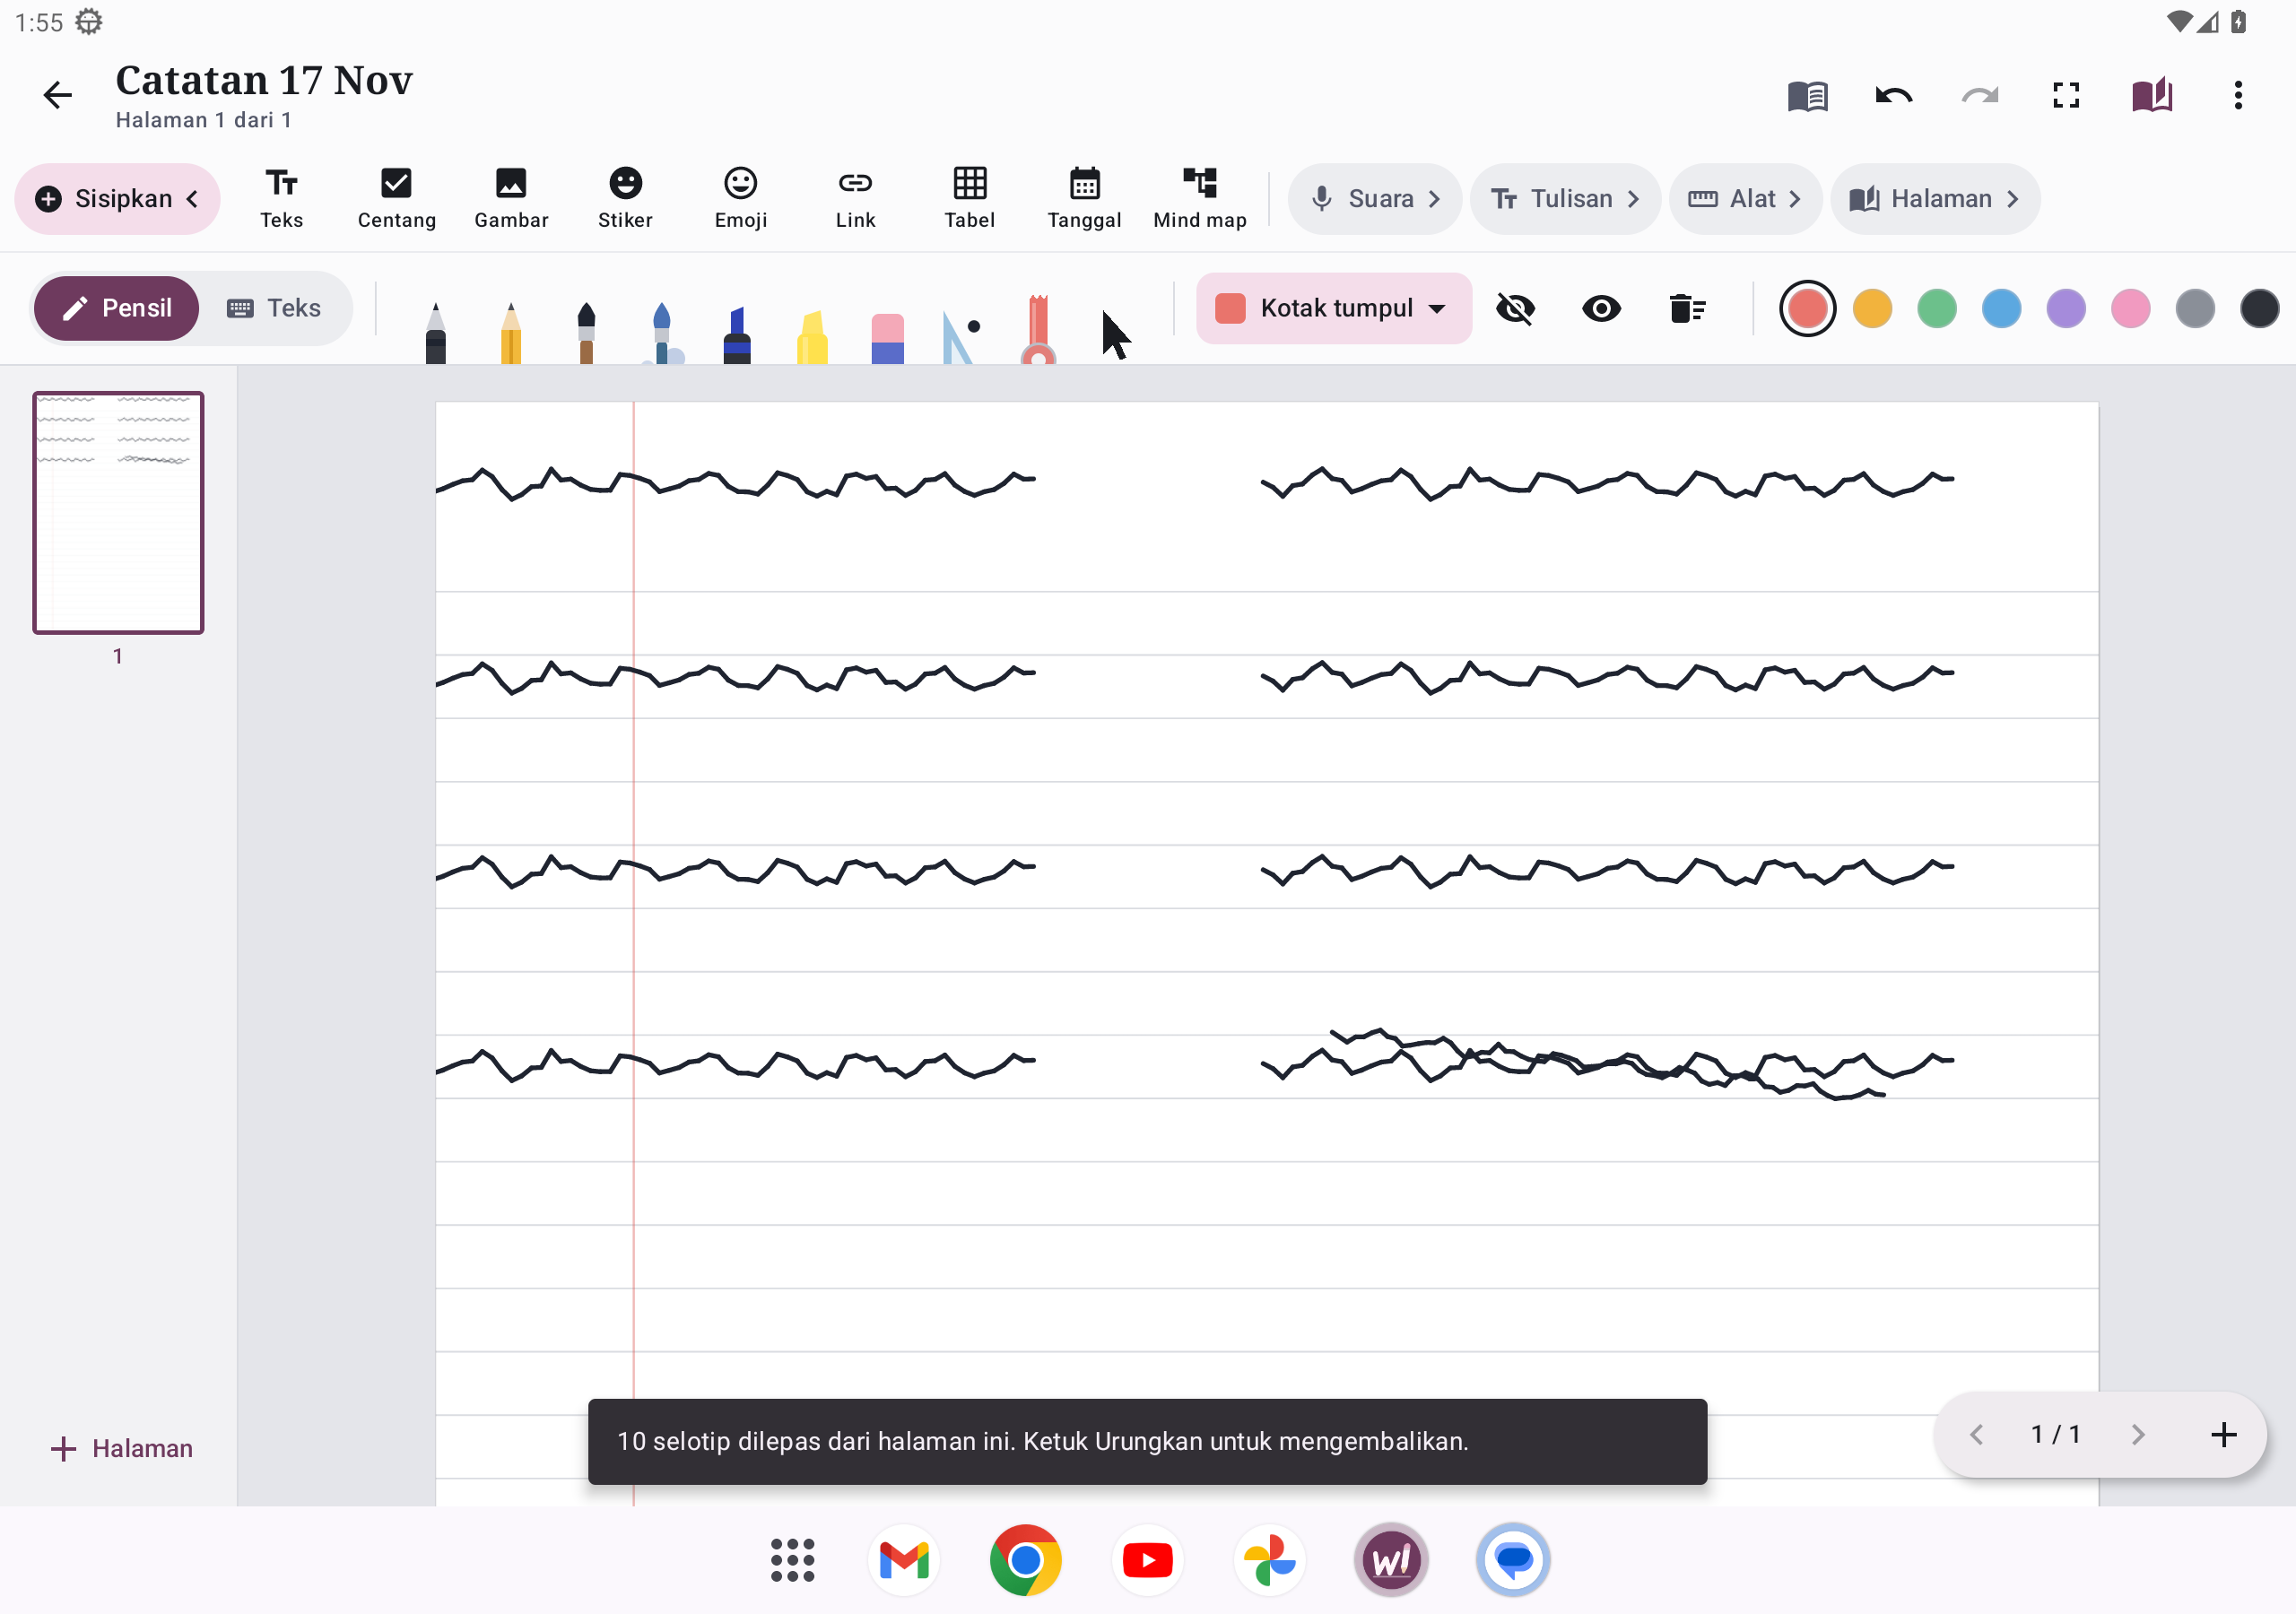 1:55
Catatan 17 Nov
Halaman 1 dari 1
Sisipkan
Teks
Centang
Gambar
Stiker
Emoji
Link
Tabel
Tanggal
Mind map
Suara
Tulisan
Alat
Halaman
Pensil
Teks
Kotak tumpul
1
10 selotip dilepas dari halaman ini. Ketuk Urungkan untuk mengembalikan.
+ Halaman
1 / 1